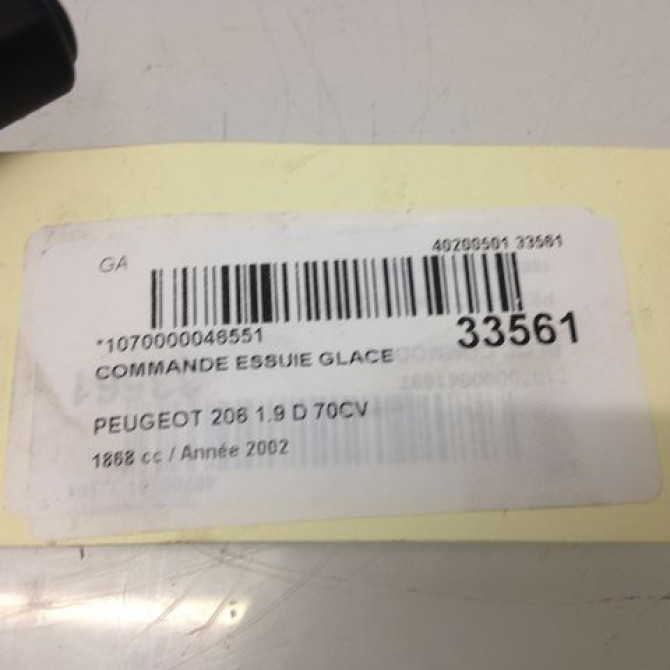 GA
40200501 33561
*1070000046551
33561
COMMANDE ESSUIE GLACE
PEUGEOT 206 1.9 D 70CV
1868 cc / Année 2002